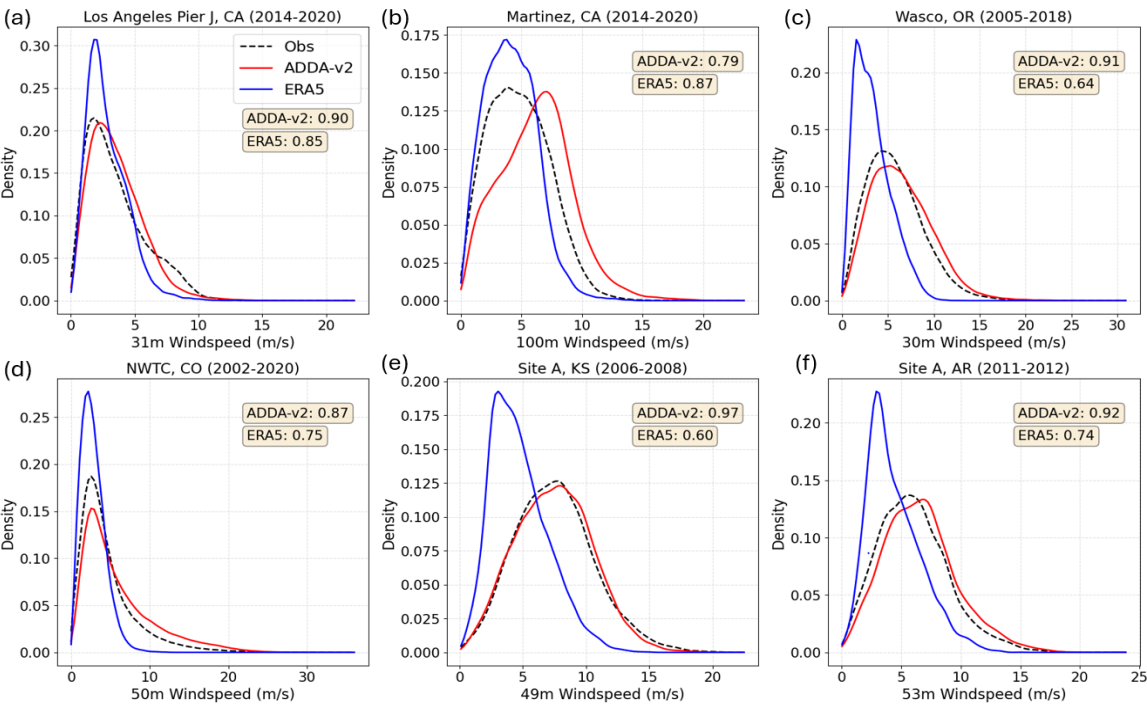 (a)
Los Angeles Pier J, CA (2014-2020)
Density
0.30
0.25
0.20
0.15
0.10
0.05
0.00
Obs
ADDA-v2
ERA5
ADDA-v2: 0.90
ERA5: 0.85
0 5 10 15 20
31m Windspeed (m/s)
(b)
Martinez, CA (2014-2020)
Density
0.175
0.150
0.125
0.100
0.075
0.050
0.025
0.000
ADDA-v2: 0.79
ERA5: 0.87
0 5 10 15 20
100m Windspeed (m/s)
(c)
Wasco, OR (2005-2018)
Density
0.20
0.15
0.10
0.05
0.00
ADDA-v2: 0.91
ERA5: 0.64
0 5 10 15 20 25 30
30m Windspeed (m/s)
(d)
NWTC, CO (2002-2020)
Density
0.25
0.20
0.15
0.10
0.05
0.00
ADDA-v2: 0.87
ERA5: 0.75
0 10 20 30
50m Windspeed (m/s)
(e)
Site A, KS (2006-2008)
Density
0.200
0.175
0.150
0.125
0.100
0.075
0.050
0.025
0.000
ADDA-v2: 0.97
ERA5: 0.60
0 5 10 15 20
49m Windspeed (m/s)
(f)
Site A, AR (2011-2012)
Density
0.20
0.15
0.10
0.05
0.00
ADDA-v2: 0.92
ERA5: 0.74
0 5 10 15 20 25
53m Windspeed (m/s)